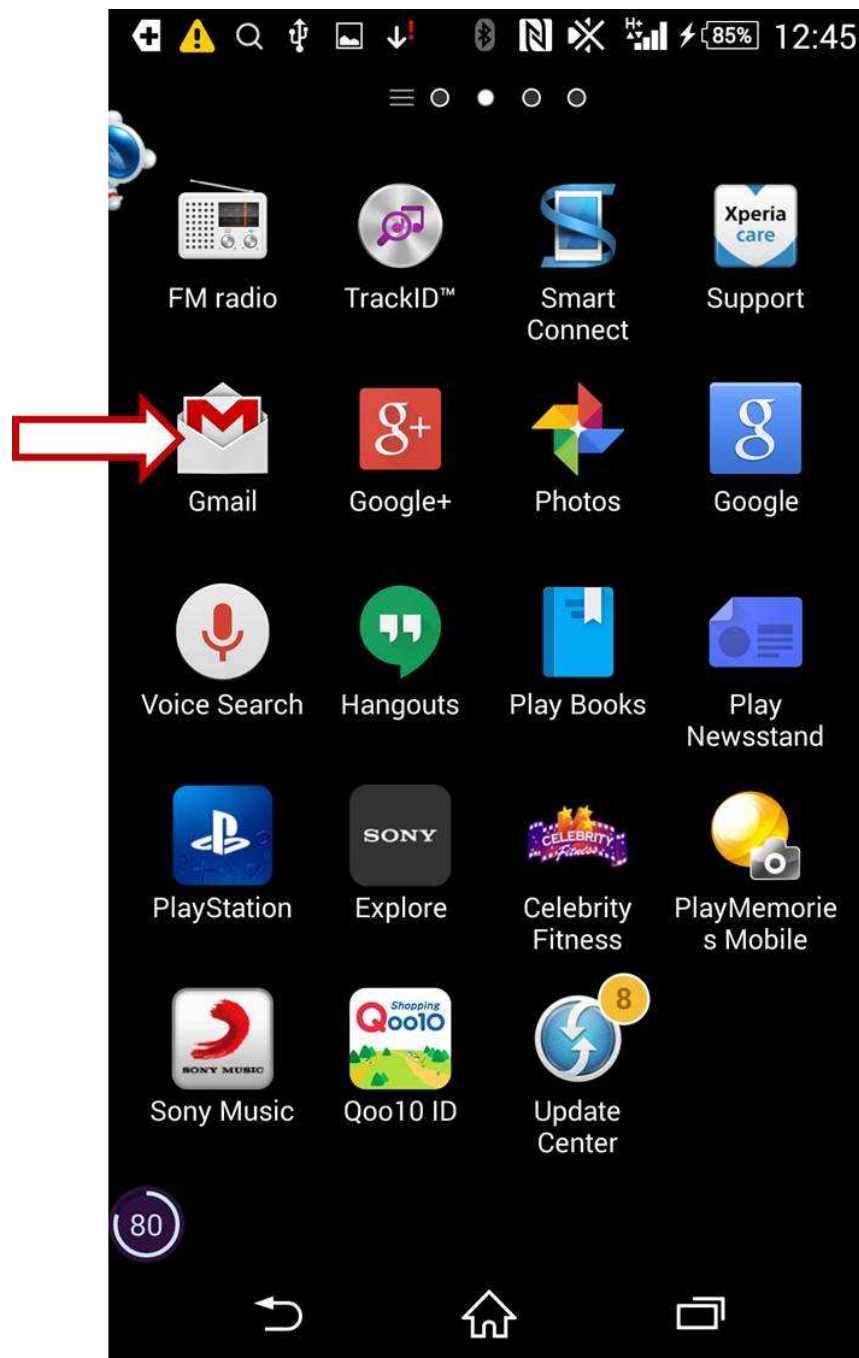 H+ 85% 12:45
Xperia
care
FM radio TrackID™ Smart Support
Connect
g+ g
Gmail Google+ Photos Google
Voice Search Hangouts Play Books Play
Newsstand
SONY CELEBRITY
Fitness
PlayStation Explore Celebrity PlayMemorie
Fitness s Mobile
8
Shopping
Qoo10
SONY MUSIC
Sony Music Qoo10 ID Update
Center
80